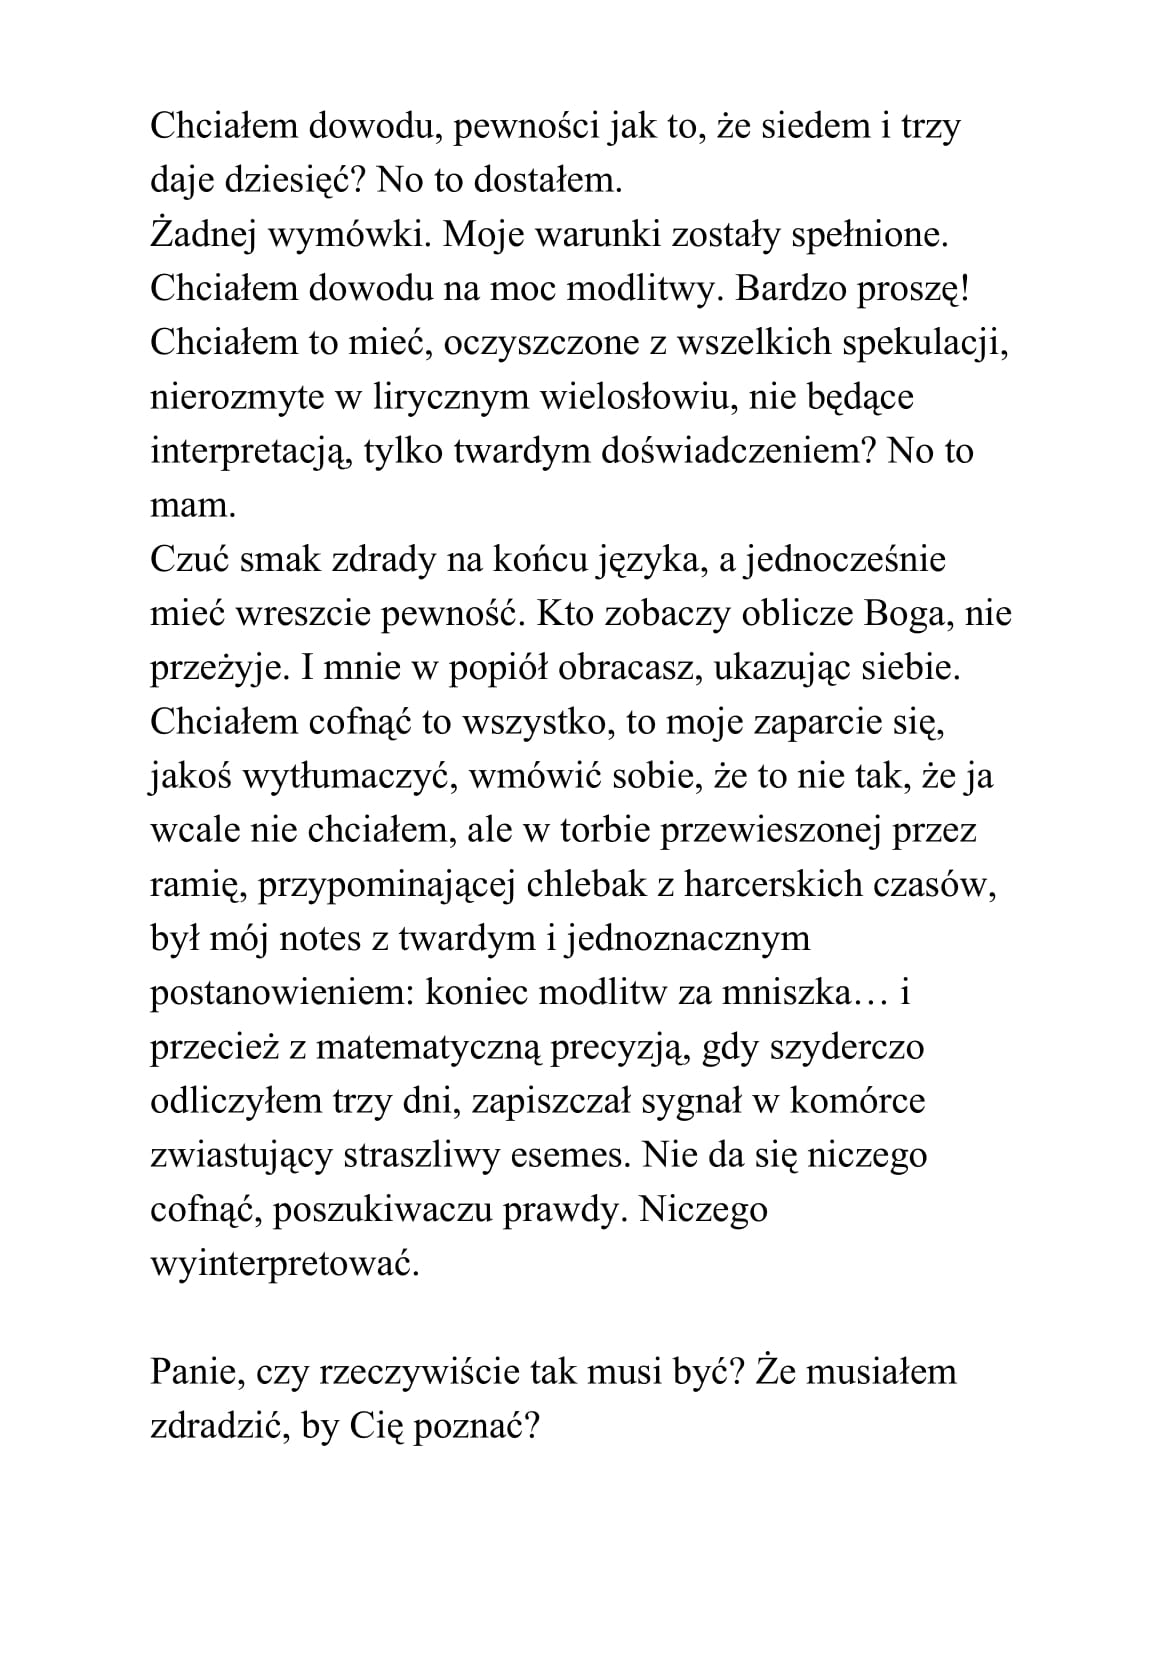 Chciałem dowodu, pewności jak to, że siedem i trzy
daje dziesięć? No to dostałem.
Żadnej wymówki. Moje warunki zostały spełnione.
Chciałem dowodu na moc modlitwy. Bardzo proszę!
Chciałem to mieć, oczyszczone z wszelkich spekulacji,
nierozmyte w lirycznym wielosłowiu, nie będące
interpretacją, tylko twardym doświadczeniem? No to
mam.
Czuć smak zdrady na końcu języka, a jednocześnie
mieć wreszcie pewność. Kto zobaczy oblicze Boga, nie
przeżyje. I mnie w popiół obracasz, ukazując siebie.
Chciałem cofnąć to wszystko, to moje zaparcie się,
jakoś wytłumaczyć, wmówić sobie, że to nie tak, że ja
wcale nie chciałem, ale w torbie przewieszonej przez
ramię, przypominającej chlebak z harcerskich czasów,
był mój notes z twardym i jednoznacznym
postanowieniem: koniec modlitw za mniszka… i
przecież z matematyczną precyzją, gdy szyderczo
odliczyłem trzy dni, zapiszczał sygnał w komórce
zwiastujący straszliwy esemes. Nie da się niczego
cofnąć, poszukiwaczu prawdy. Niczego
wyinterpretować.
Panie, czy rzeczywiście tak musi być? Że musiałem
zdradzić, by Cię poznać?